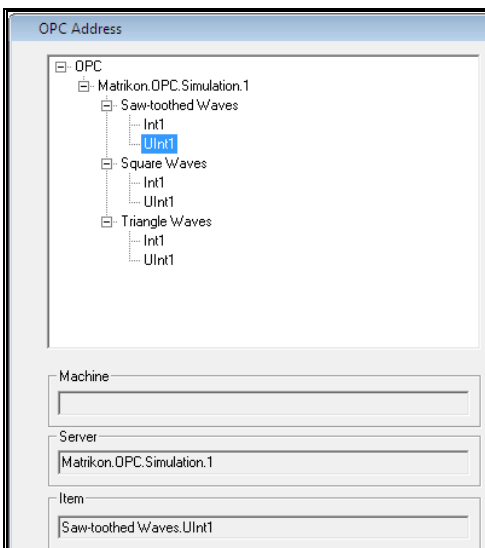 OPC Address
OPC
Matrikon.OPC.Simulation.1
Saw-toothed Waves
Int1
UInt1
Square Waves
Int1
UInt1
Triangle Waves
Int1
UInt1
Machine
Server
Matrikon.OPC.Simulation.1
Item
Saw-toothed Waves.UInt1